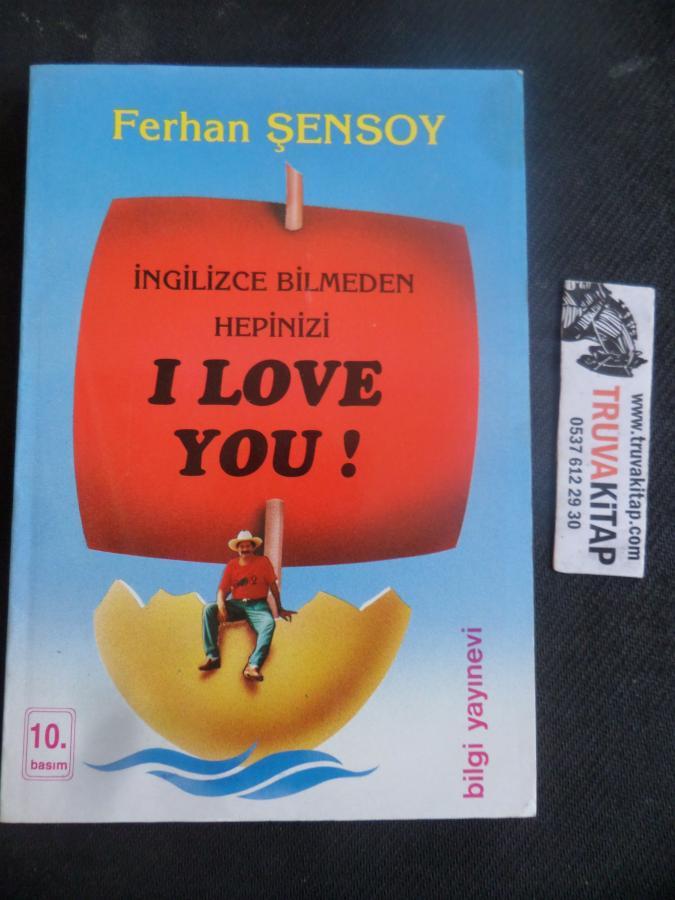 Ferhan ŞENSOY
İNGİLİZCE BİLMEDEN
HEPİNİZİ
I LOVE
YOU !
10.
basım
bilgi yayınevi
www.truvakitap.com
TRUVAKİTAP
0537 612 29 30